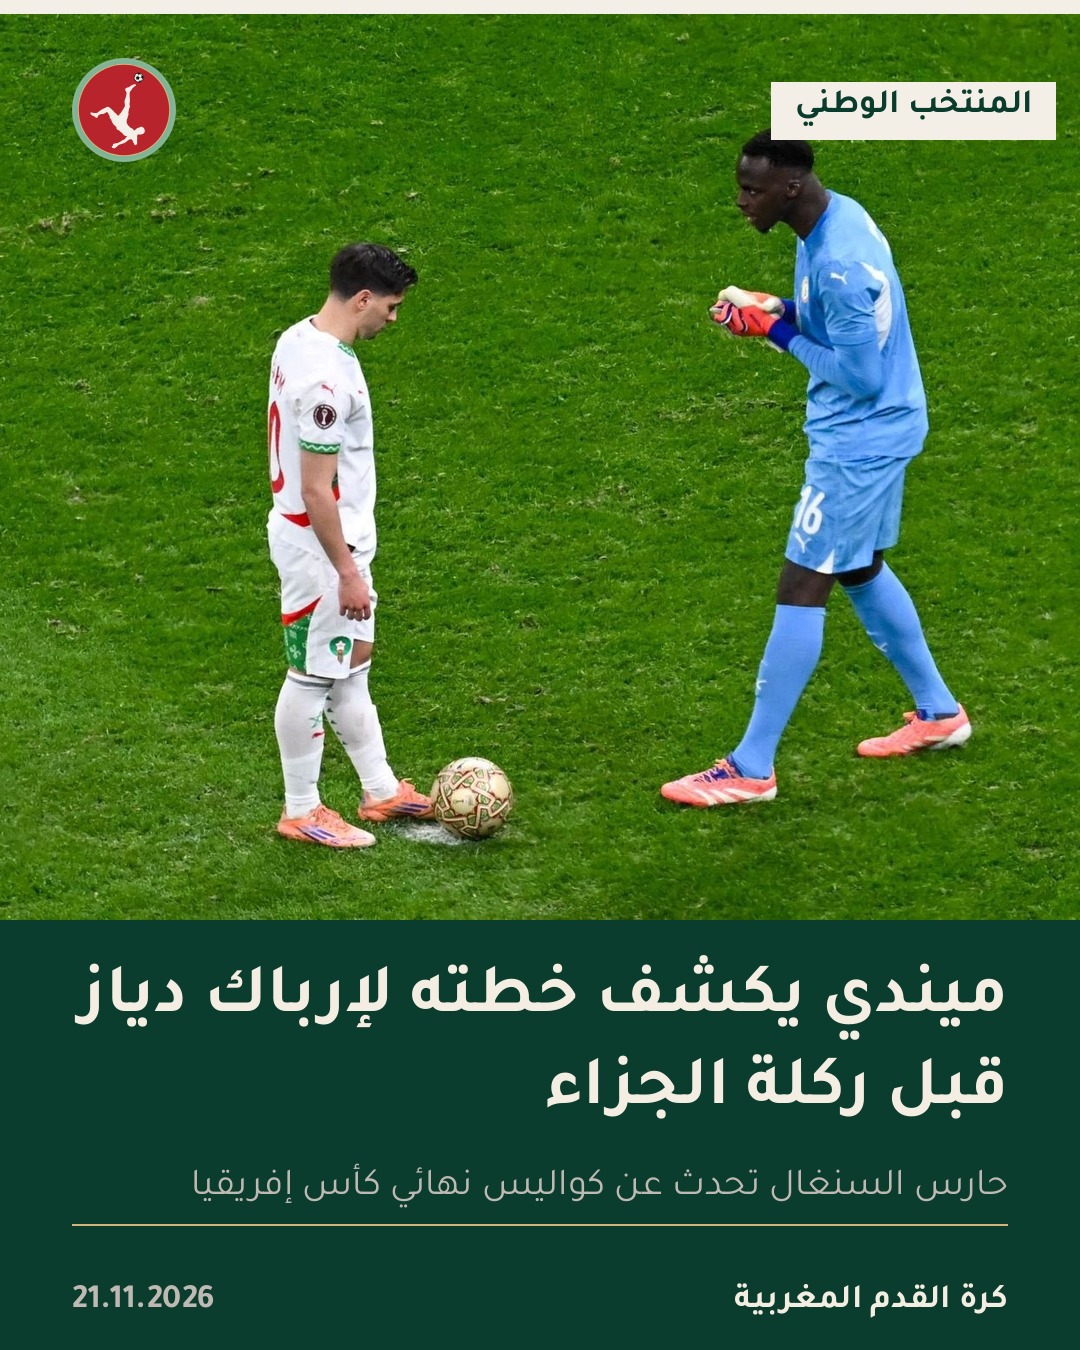 المنتخب الوطني
16
ميندي يكشف خطته لإرباك دياز
قبل ركلة الجزاء
حارس السنغال تحدث عن كواليس نهائي كأس إفريقيا
كرة القدم المغربية
21.11.2026